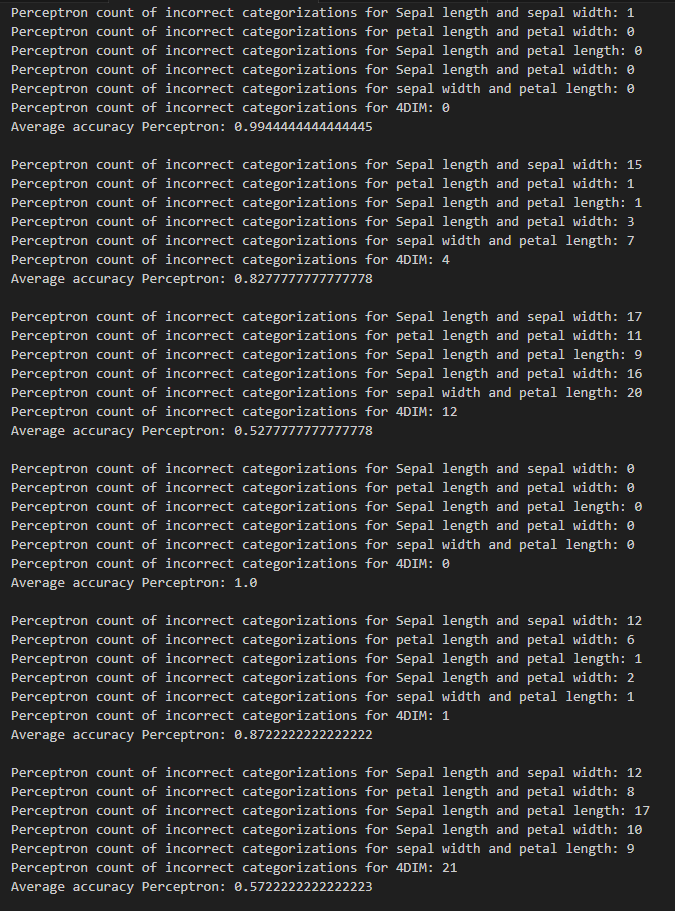 Perceptron count of incorrect categorizations for Sepal length and sepal width: 1
Perceptron count of incorrect categorizations for petal length and petal width: 0
Perceptron count of incorrect categorizations for Sepal length and petal length: 0
Perceptron count of incorrect categorizations for Sepal length and petal width: 0
Perceptron count of incorrect categorizations for sepal width and petal length: 0
Perceptron count of incorrect categorizations for 4DIM: 0
Average accuracy Perceptron: 0.9944444444444445
Perceptron count of incorrect categorizations for Sepal length and sepal width: 15
Perceptron count of incorrect categorizations for petal length and petal width: 1
Perceptron count of incorrect categorizations for Sepal length and petal length: 1
Perceptron count of incorrect categorizations for Sepal length and petal width: 3
Perceptron count of incorrect categorizations for sepal width and petal length: 7
Perceptron count of incorrect categorizations for 4DIM: 4
Average accuracy Perceptron: 0.8277777777777778
Perceptron count of incorrect categorizations for Sepal length and sepal width: 17
Perceptron count of incorrect categorizations for petal length and petal width: 11
Perceptron count of incorrect categorizations for Sepal length and petal length: 9
Perceptron count of incorrect categorizations for Sepal length and petal width: 16
Perceptron count of incorrect categorizations for sepal width and petal length: 20
Perceptron count of incorrect categorizations for 4DIM: 12
Average accuracy Perceptron: 0.5277777777777778
Perceptron count of incorrect categorizations for Sepal length and sepal width: 0
Perceptron count of incorrect categorizations for petal length and petal width: 0
Perceptron count of incorrect categorizations for Sepal length and petal length: 0
Perceptron count of incorrect categorizations for Sepal length and petal width: 0
Perceptron count of incorrect categorizations for sepal width and petal length: 0
Perceptron count of incorrect categorizations for 4DIM: 0
Average accuracy Perceptron: 1.0
Perceptron count of incorrect categorizations for Sepal length and sepal width: 12
Perceptron count of incorrect categorizations for petal length and petal width: 6
Perceptron count of incorrect categorizations for Sepal length and petal length: 1
Perceptron count of incorrect categorizations for Sepal length and petal width: 2
Perceptron count of incorrect categorizations for sepal width and petal length: 1
Perceptron count of incorrect categorizations for 4DIM: 1
Average accuracy Perceptron: 0.8722222222222222
Perceptron count of incorrect categorizations for Sepal length and sepal width: 12
Perceptron count of incorrect categorizations for petal length and petal width: 8
Perceptron count of incorrect categorizations for Sepal length and petal length: 17
Perceptron count of incorrect categorizations for Sepal length and petal width: 10
Perceptron count of incorrect categorizations for sepal width and petal length: 9
Perceptron count of incorrect categorizations for 4DIM: 21
Average accuracy Perceptron: 0.5722222222222223